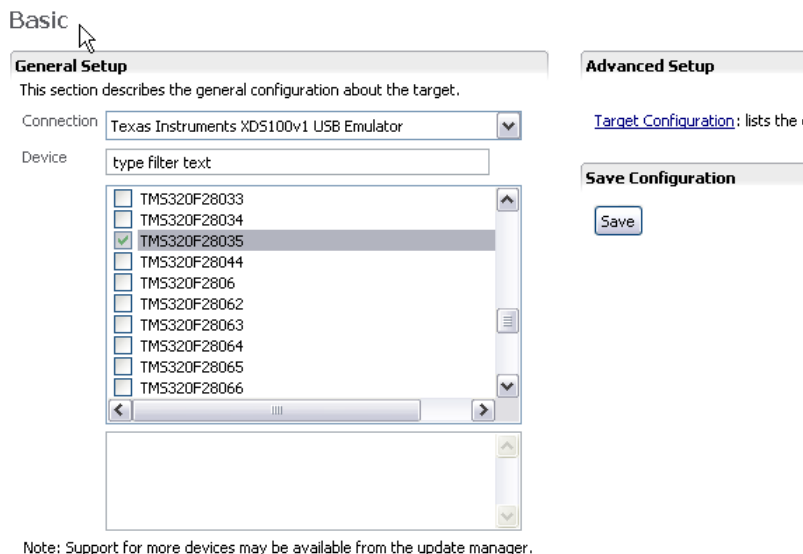 Basic
General Setup
This section describes the general configuration about the target.
Connection
Texas Instruments XDS100v1 USB Emulator
Device
type filter text
TMS320F28033
TMS320F28034
TMS320F28035
TMS320F28044
TMS320F2806
TMS320F28062
TMS320F28063
TMS320F28064
TMS320F28065
TMS320F28066
Note: Support for more devices may be available from the update manager.
Advanced Setup
Target Configuration: lists the
Save Configuration
Save